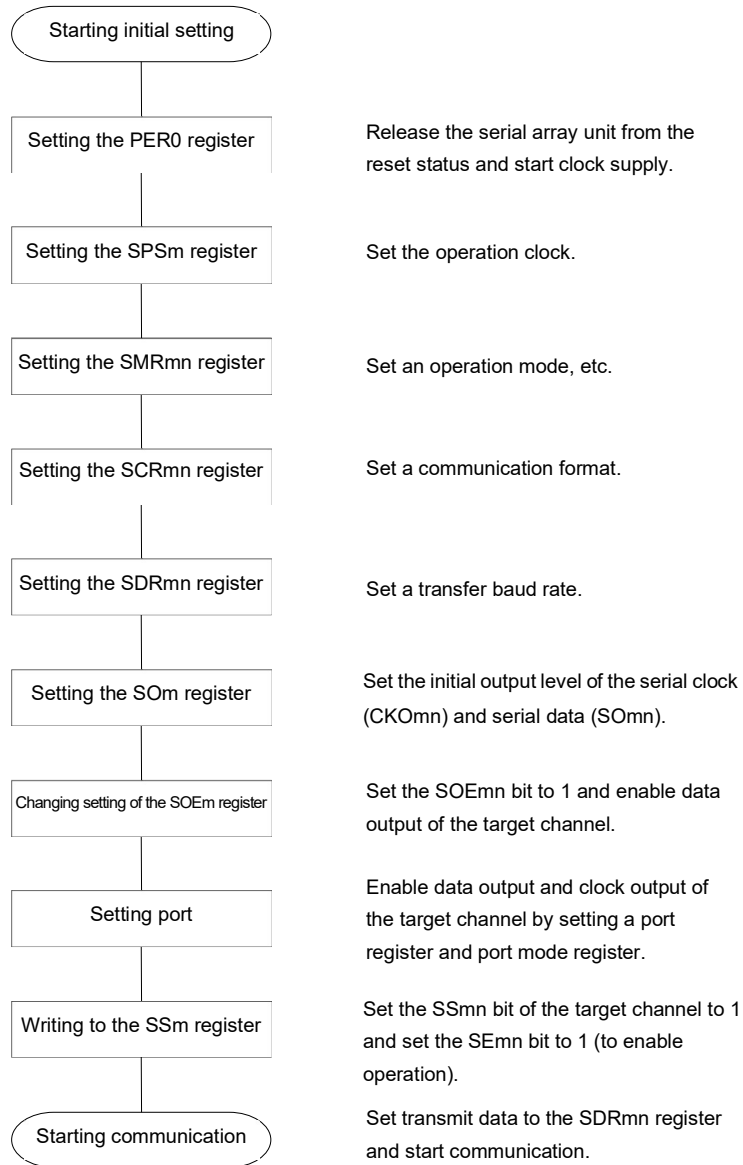 Starting initial setting
Setting the PER0 register
Release the serial array unit from the
reset status and start clock supply.
Setting the SPSm register
Set the operation clock.
Setting the SMRmn register
Set an operation mode, etc.
Setting the SCRmn register
Set a communication format.
Setting the SDRmn register
Set a transfer baud rate.
Setting the SOm register
Set the initial output level of the serial clock
(CKOmn) and serial data (SOmn).
Changing setting of the SOEm register
Set the SOEmn bit to 1 and enable data
output of the target channel.
Setting port
Enable data output and clock output of
the target channel by setting a port
register and port mode register.
Writing to the SSm register
Set the SSmn bit of the target channel to 1
and set the SEmn bit to 1 (to enable
operation).
Starting communication
Set transmit data to the SDRmn register
and start communication.